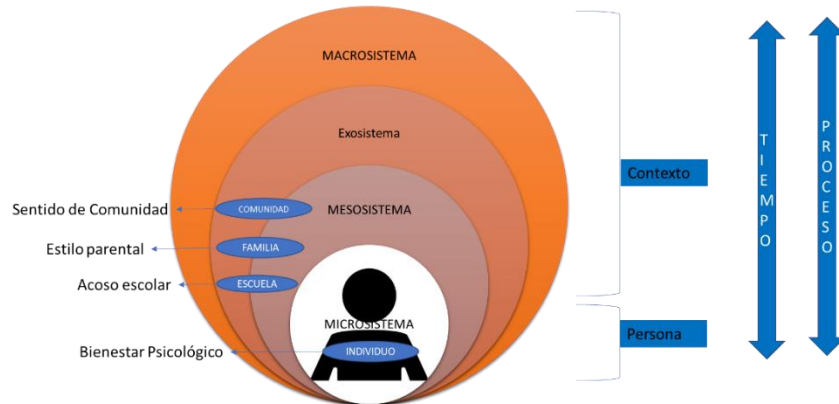 MACROSISTEMA
Exosistema
MESOSISTEMA
MICROSISTEMA
Sentido de Comunidad
COMUNIDAD
Estilo parental
FAMILIA
Acoso escolar
ESCUELA
Bienestar Psicológico
INDIVIDUO
Contexto
Persona
TIEMPO
PROCESO